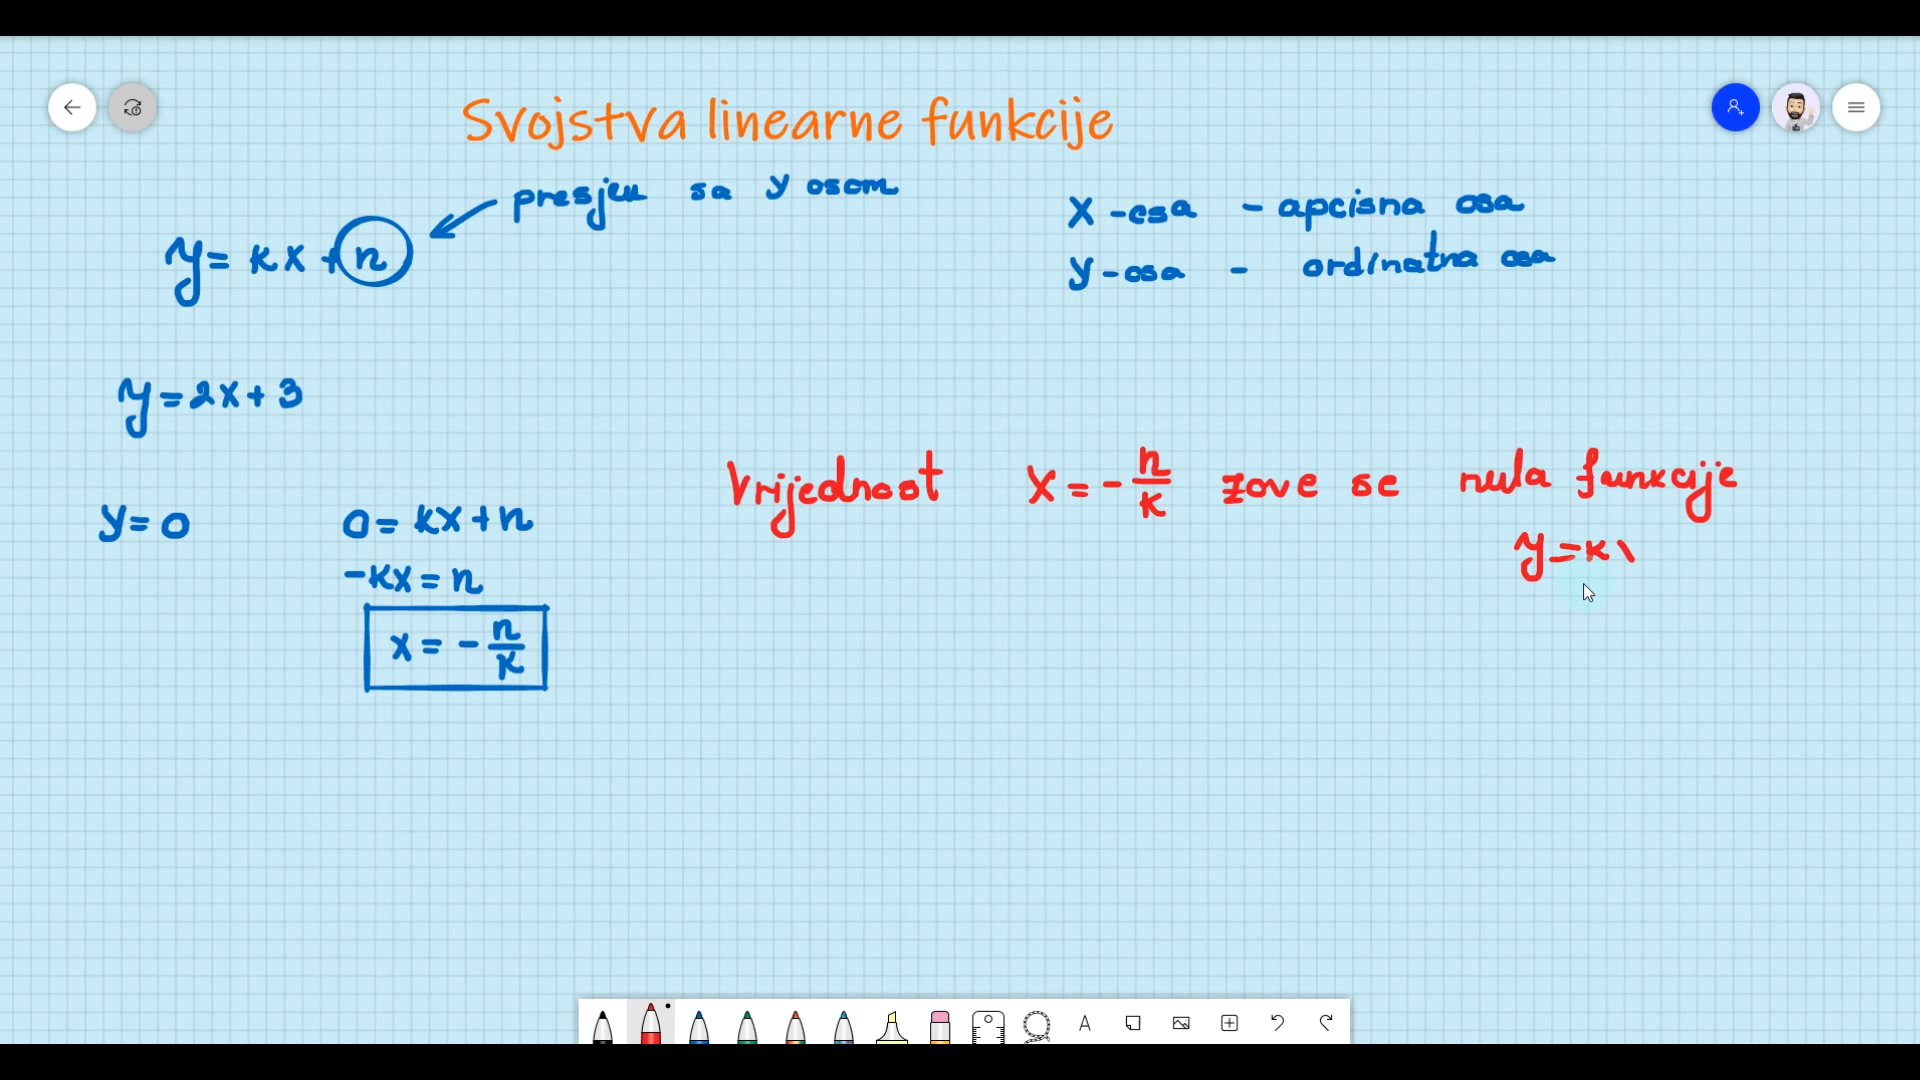 Svojstva linearne funkcije
presjek sa y osom
y = kx + n
x-osa - apcisna osa
y-osa - ordinatna osa
y = 2x + 3
Vrijednost x = - n/k zove se nula funkcije
y = k
y = 0
0 = kx + n
-kx = n
x = - n/k
A